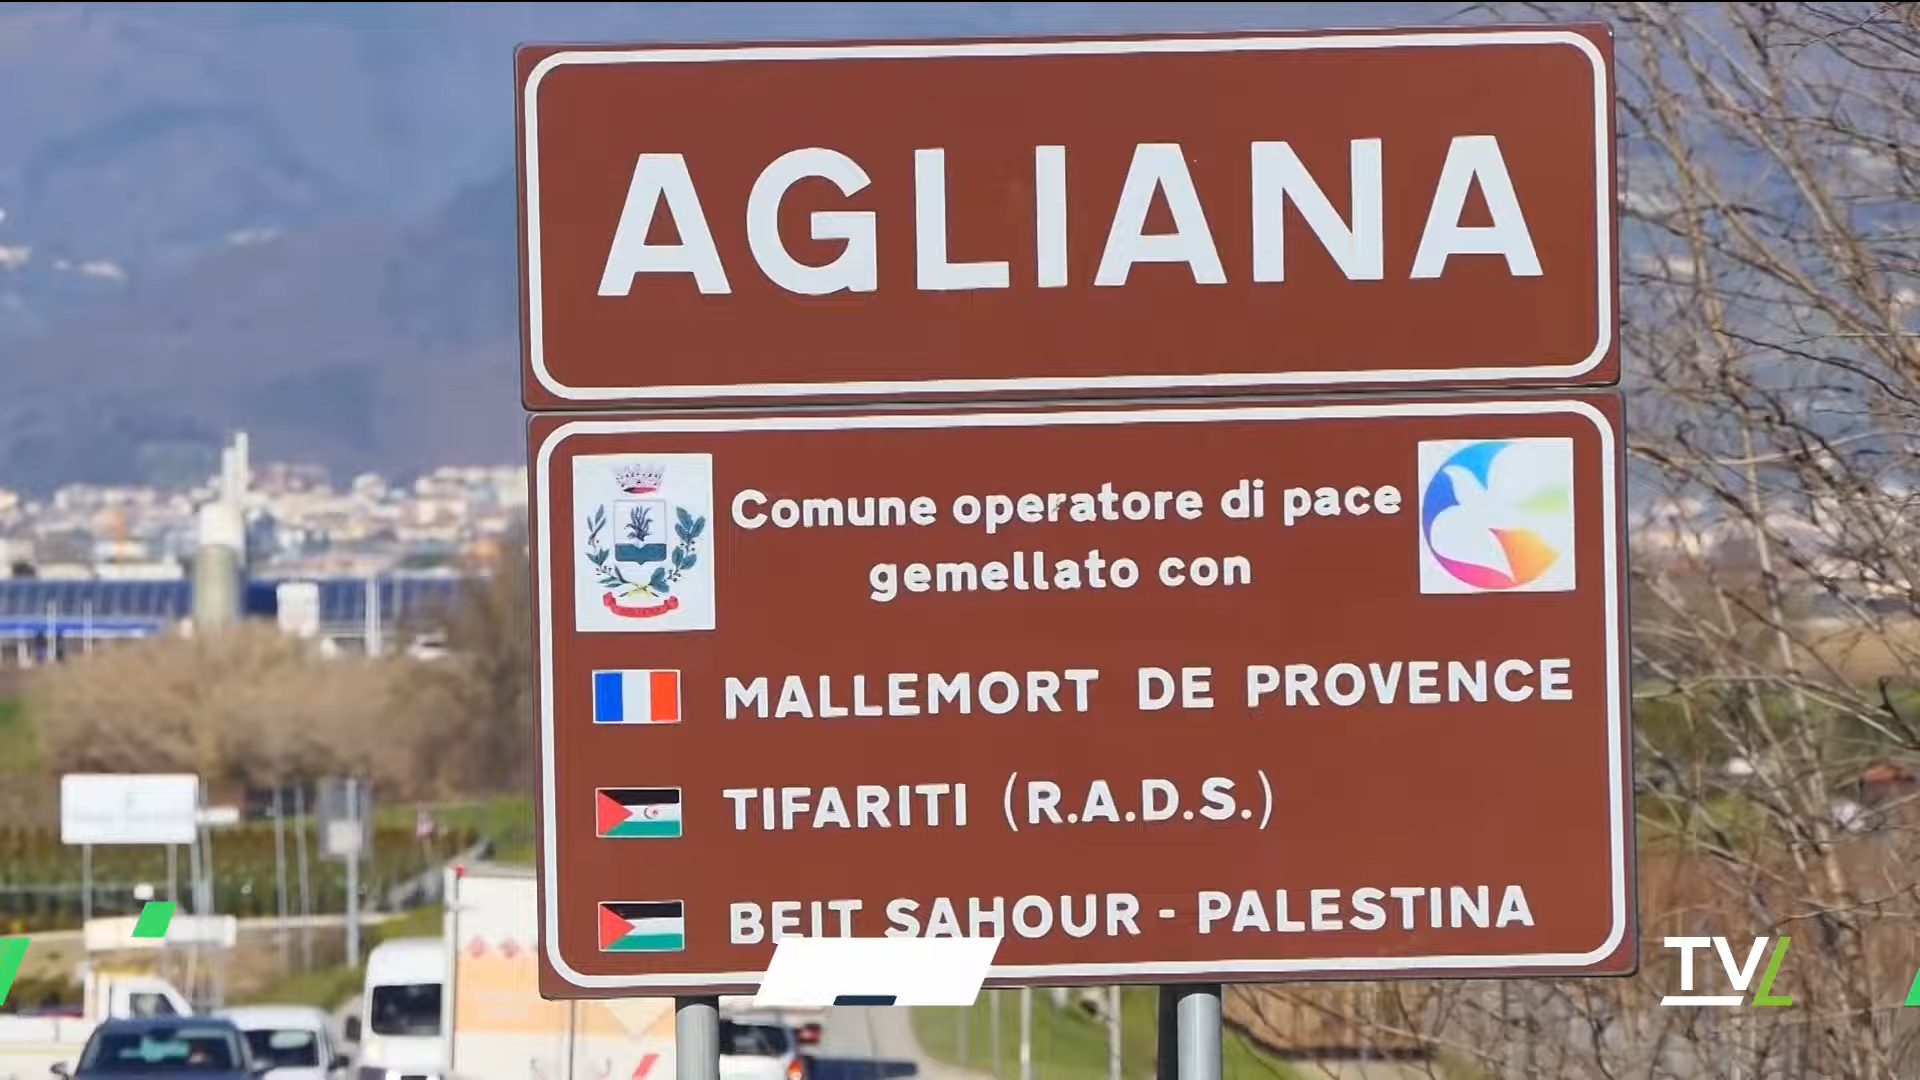 AGLIANA
Comune operatore di pace
gemellato con
MALLEMORT DE PROVENCE
TIFARITI (R.A.D.S.)
BEIT SAHOUR - PALESTINA
TVL